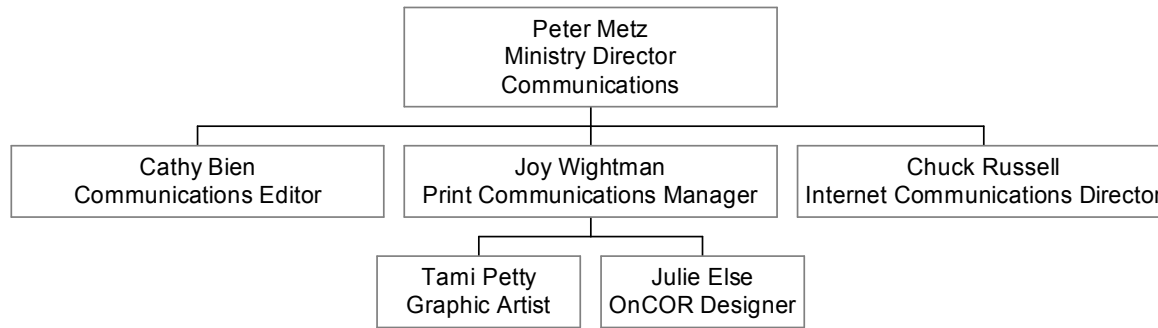 Peter Metz
Ministry Director
Communications
Cathy Bien
Communications Editor
Joy Wightman
Print Communications Manager
Chuck Russell
Internet Communications Director
Tami Petty
Graphic Artist
Julie Else
OnCOR Designer